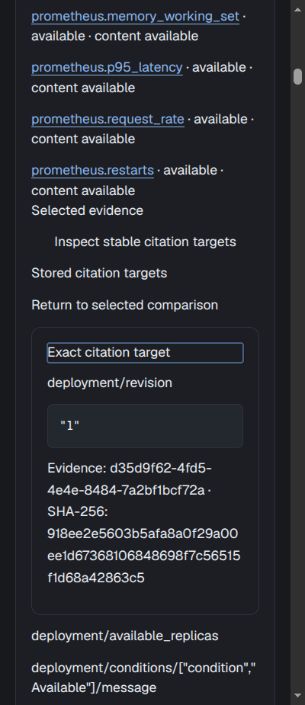 prometheus.memory_working_set ·
available · content available
prometheus.p95_latency · available ·
content available
prometheus.request_rate · available ·
content available
prometheus.restarts · available ·
content available
Selected evidence
Inspect stable citation targets
Stored citation targets
Return to selected comparison
Exact citation target
deployment/revision
"1"
Evidence: d35d9f62-4fd5-
4e4e-8484-7a2bf1bcf72a ·
SHA-256:
918ee2e5603b5afa8a0f29a00
ee1d67368106848698f7c56515
f1d68a42863c5
deployment/available_replicas
deployment/conditions/["condition","
Available"]/message